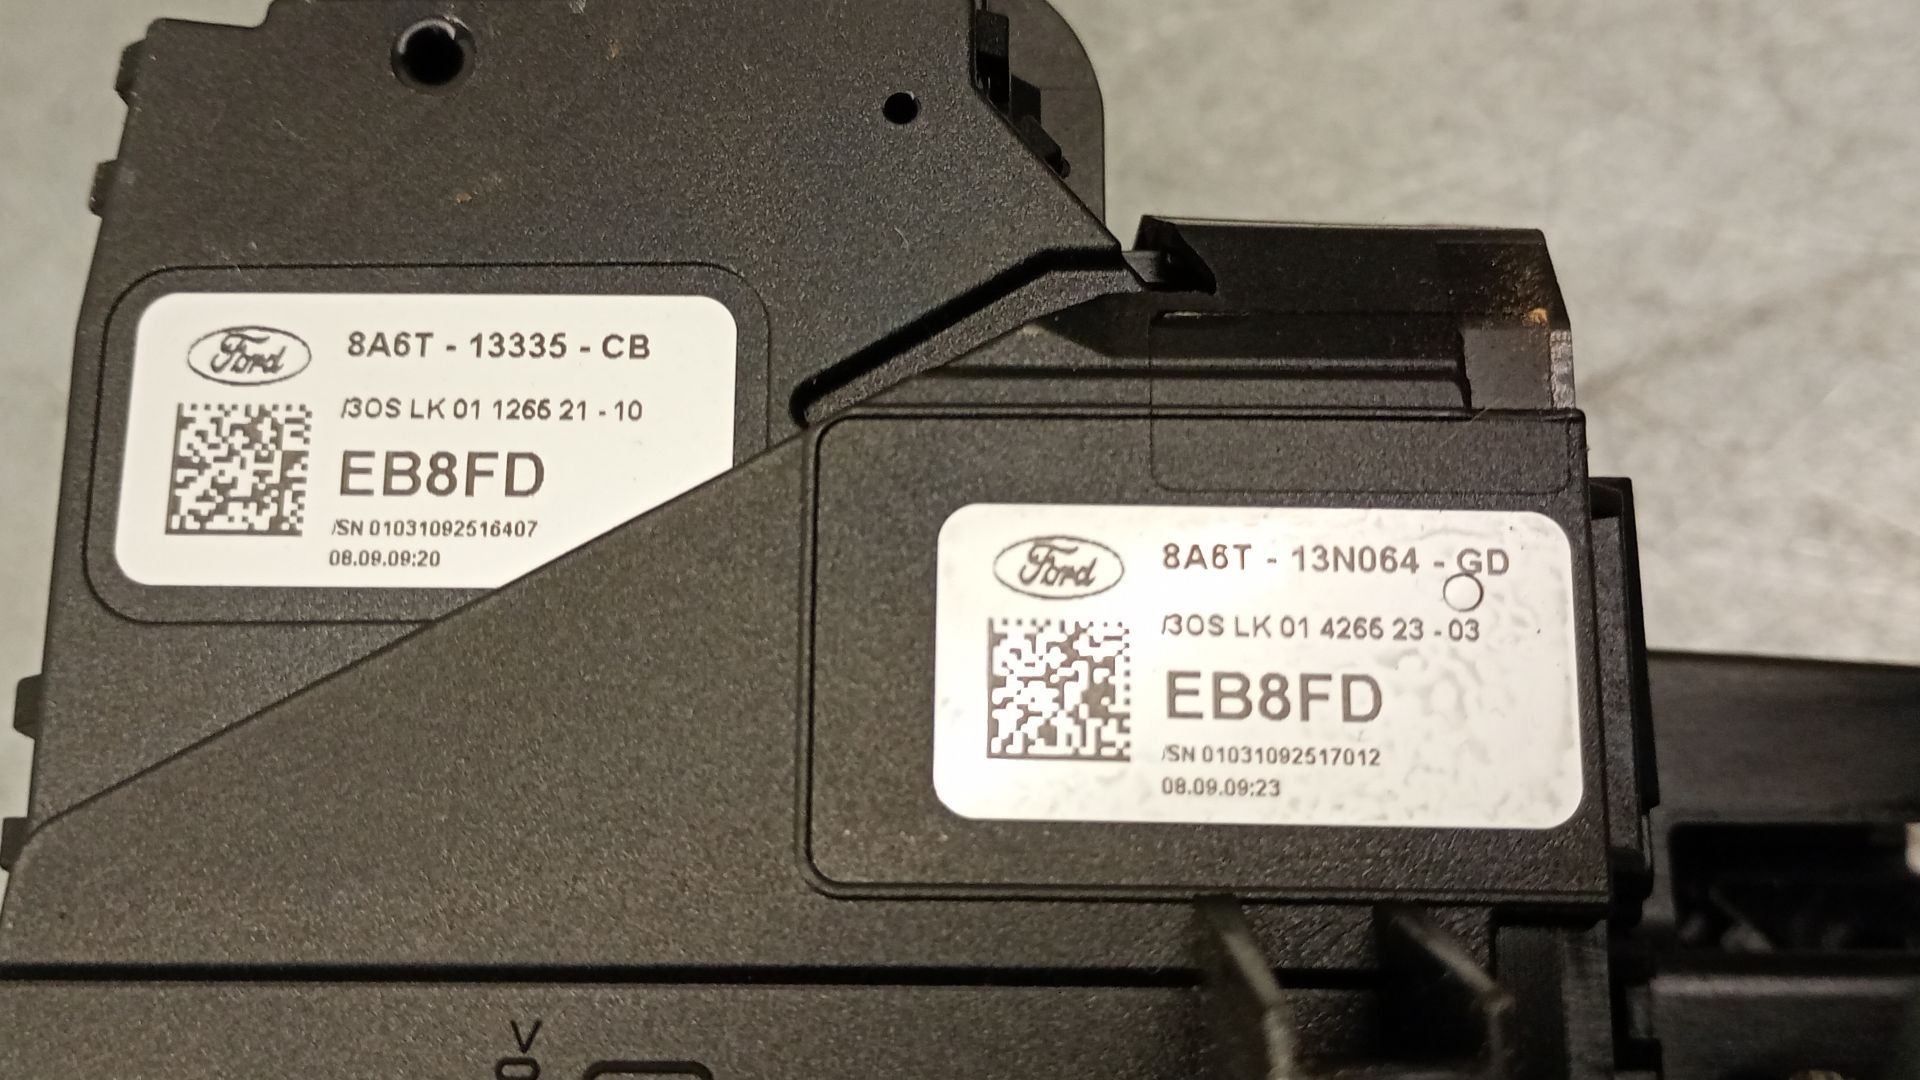 Ford
8A6T - 13335 - CB
/3OS LK 01 1266 21 - 10
EB8FD
/SN 01031092516407
08.09.09:20
Ford
8A6T - 13N064 - GD
/3OS LK 01 4266 23 - 03
EB8FD
/SN 01031092517012
08.09.09:23
V
0